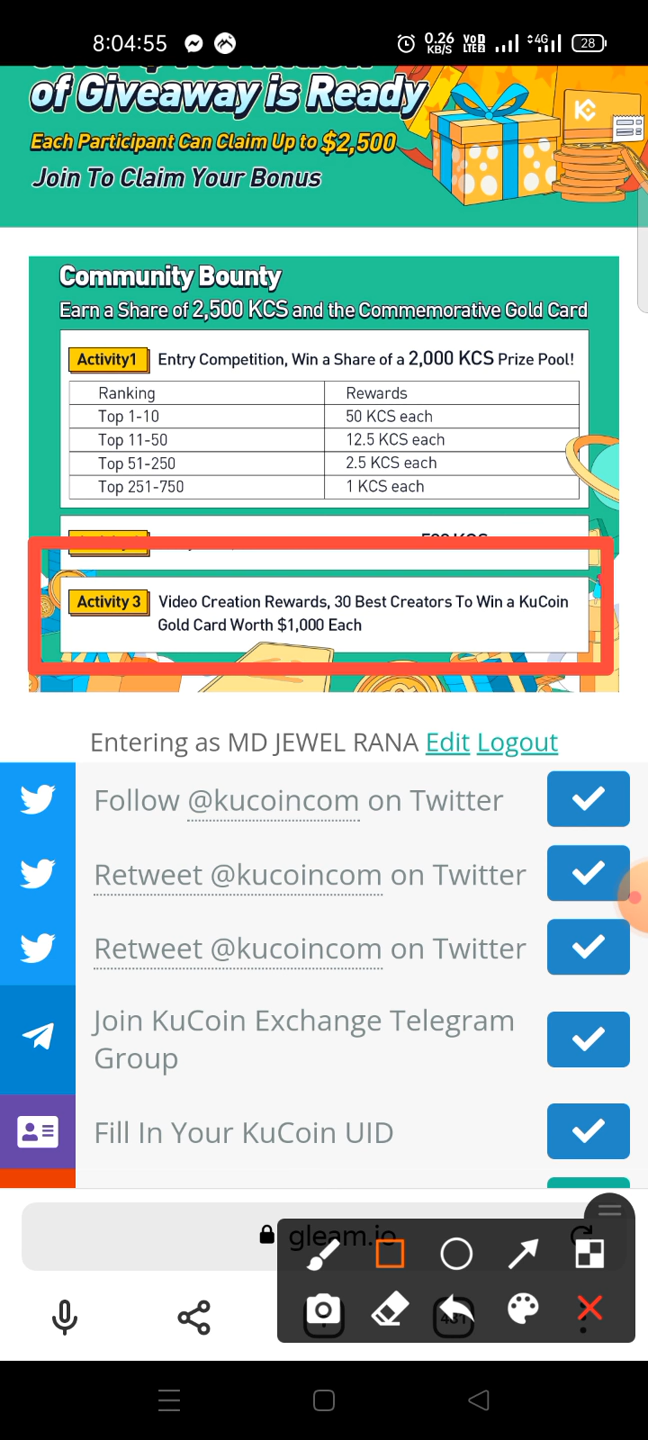 8:04:55
0.26
KB/S
4G
28
of Giveaway is Ready
Each Participant Can Claim Up to $2,500
Join To Claim Your Bonus
Community Bounty
Earn a Share of 2,500 KCS and the Commemorative Gold Card
Activity1 Entry Competition, Win a Share of a 2,000 KCS Prize Pool!
Ranking Rewards
Top 1-10 50 KCS each
Top 11-50 12.5 KCS each
Top 51-250 2.5 KCS each
Top 251-750 1 KCS each
Activity 3 Video Creation Rewards, 30 Best Creators To Win a KuCoin
Gold Card Worth $1,000 Each
Entering as MD JEWEL RANA Edit Logout
Follow @kucoincom on Twitter
Retweet @kucoincom on Twitter
Retweet @kucoincom on Twitter
Join KuCoin Exchange Telegram
Group
Fill In Your KuCoin UID
gleam.io